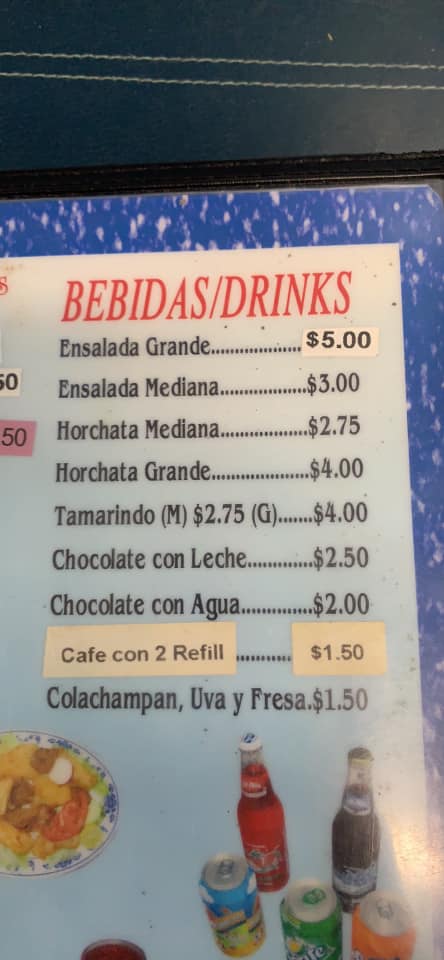 S
BEBIDAS/DRINKS
Ensalada Grande.................... $5.00
50
Ensalada Mediana..................$3.00
50
Horchata Mediana..................$2.75
Horchata Grande....................$4.00
Tamarindo (M) $2.75 (G).......$4.00
Chocolate con Leche.............$2.50
Chocolate con Agua..............$2.00
Cafe con 2 Refill ........... $1.50
Colachampan, Uva y Fresa.$1.50